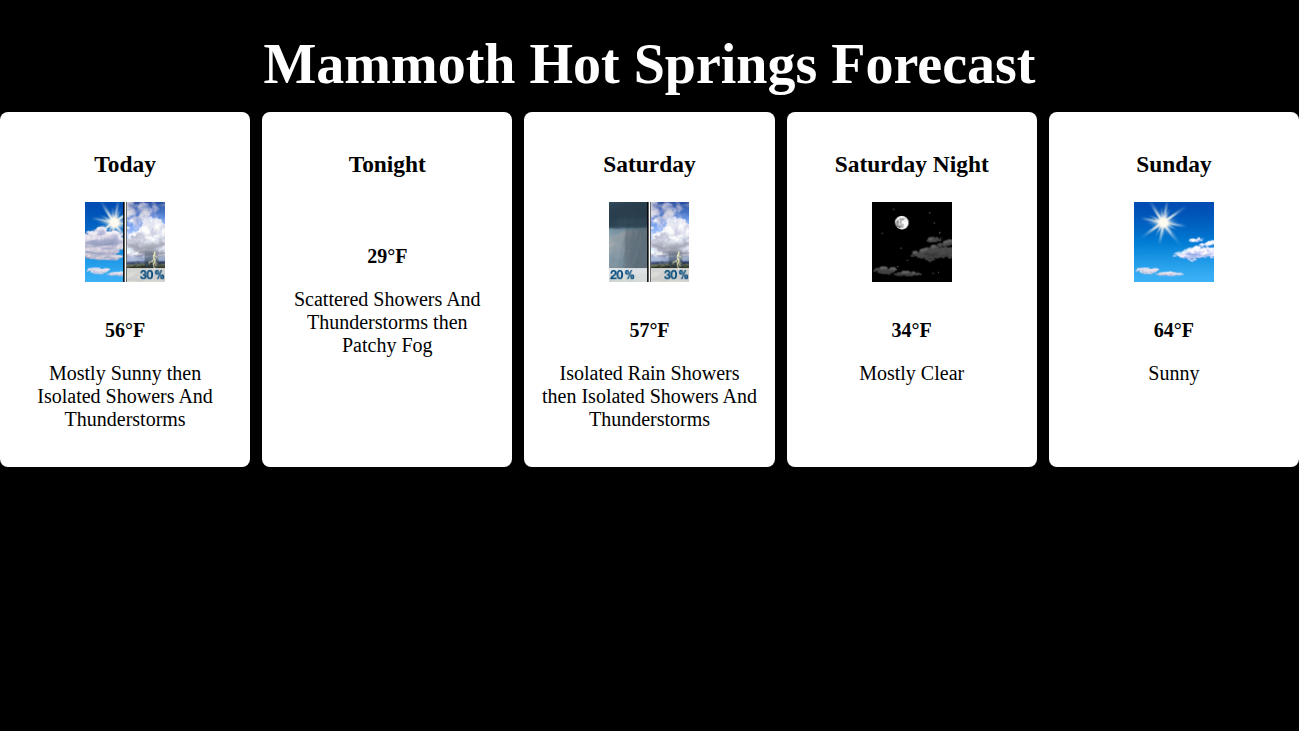 Mammoth Hot Springs Forecast
Today
30%
56°F
Mostly Sunny then
Isolated Showers And
Thunderstorms
Tonight
29°F
Scattered Showers And
Thunderstorms then
Patchy Fog
Saturday
20% 30%
57°F
Isolated Rain Showers
then Isolated Showers And
Thunderstorms
Saturday Night
34°F
Mostly Clear
Sunday
64°F
Sunny